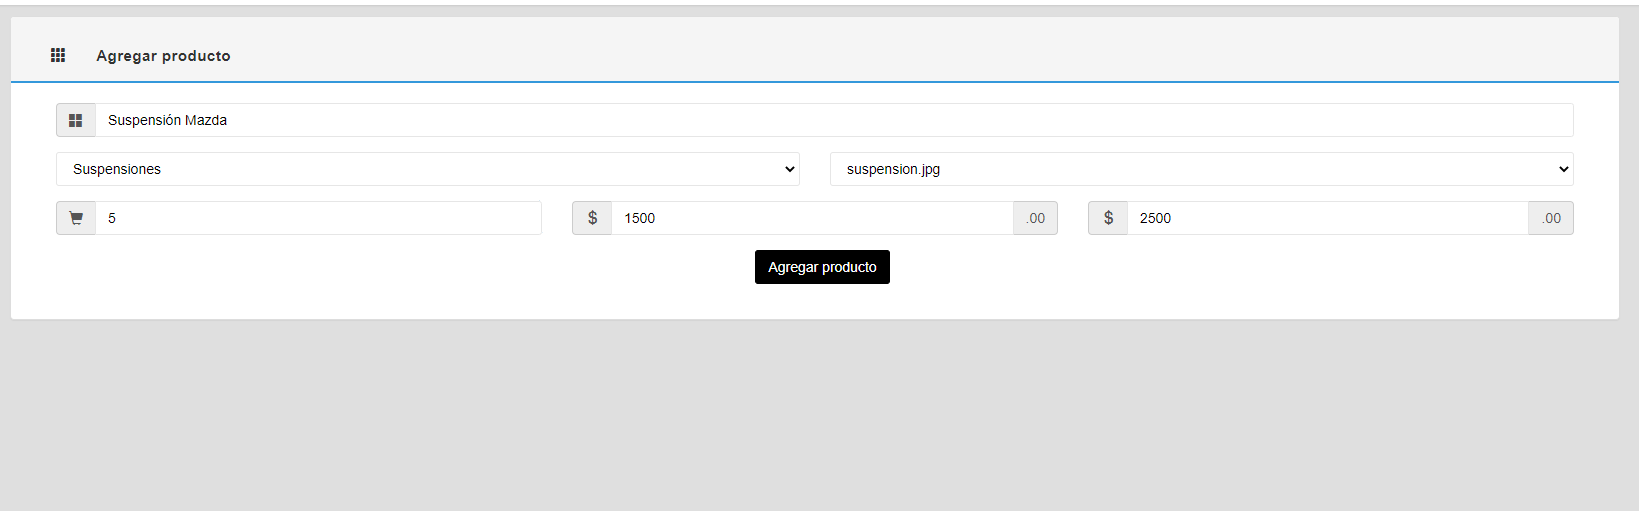 Agregar producto
Suspensión Mazda
Suspensiones suspension.jpg
5 $ 1500 .00 $ 2500 .00
Agregar producto